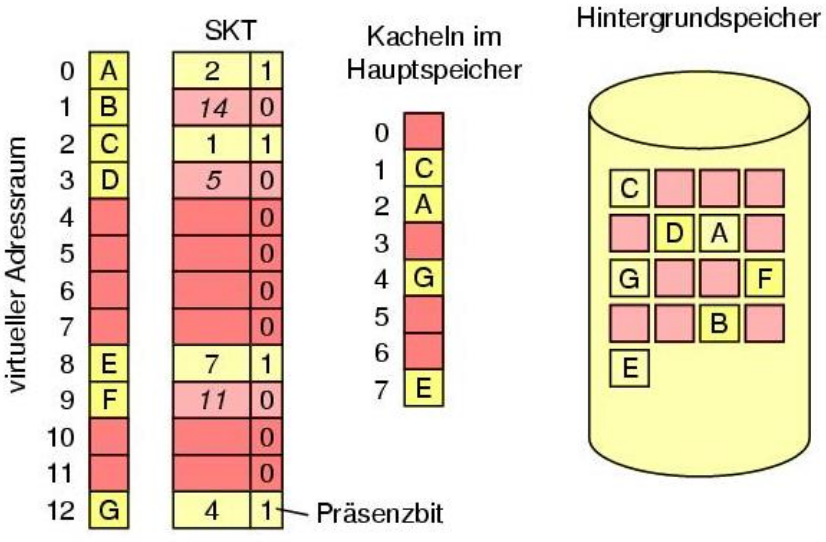 Hintergrundspeicher
SKT
Kacheln im
Hauptspeicher
virtueller Adressraum
0 A 2 1
1 B 14 0
2 C 1 1
3 D 5 0
4 0
5 0
6 0
7 0
8 E 7 1
9 F 11 0
10 0
11 0
12 G 4 1
Präsenzbit
0
1 C
2 A
3
4 G
5
6
7 E
C
D A
G F
B
E